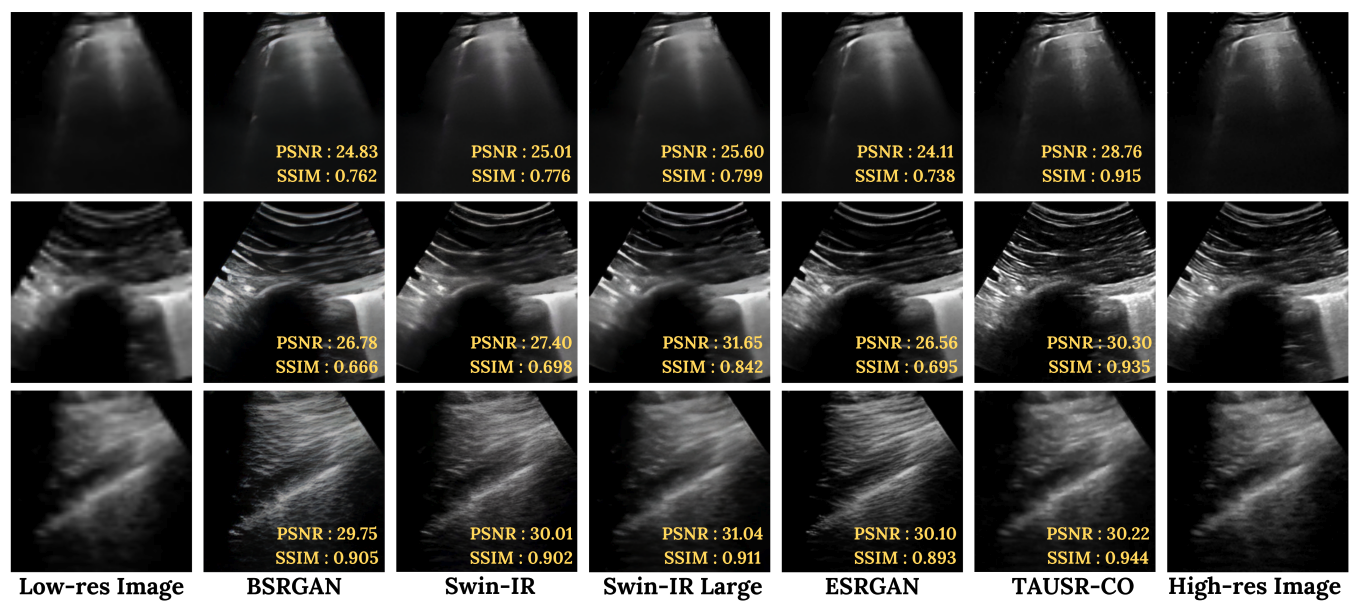 PSNR : 24.83
SSIM : 0.762
PSNR : 25.01
SSIM : 0.776
PSNR : 25.60
SSIM : 0.799
PSNR : 24.11
SSIM : 0.738
PSNR : 28.76
SSIM : 0.915
PSNR : 26.78
SSIM : 0.666
PSNR : 27.40
SSIM : 0.698
PSNR : 31.65
SSIM : 0.842
PSNR : 26.56
SSIM : 0.695
PSNR : 30.30
SSIM : 0.935
PSNR : 29.75
SSIM : 0.905
PSNR : 30.01
SSIM : 0.902
PSNR : 31.04
SSIM : 0.911
PSNR : 30.10
SSIM : 0.893
PSNR : 30.22
SSIM : 0.944
Low-res Image
BSRGAN
Swin-IR
Swin-IR Large
ESRGAN
TAUSR-CO
High-res Image